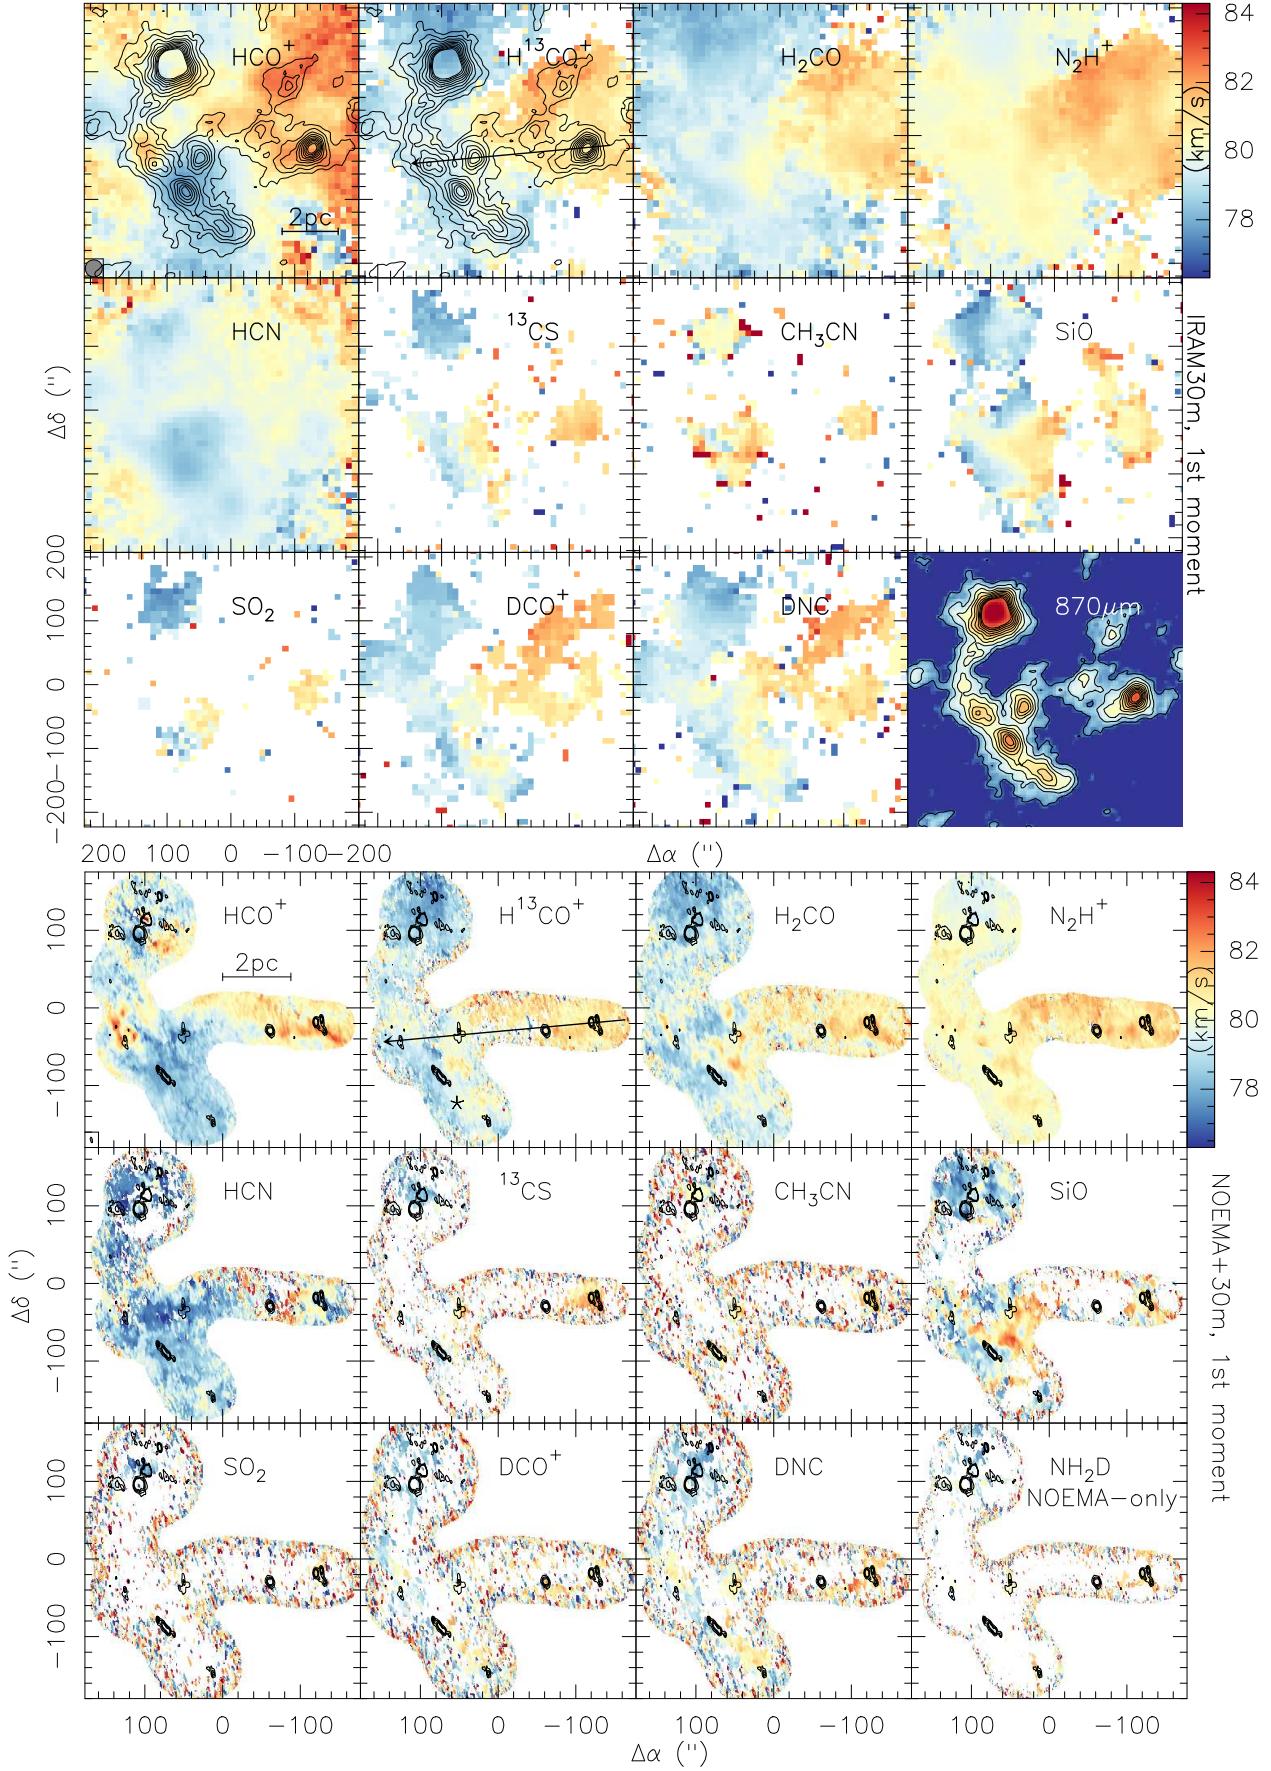 HCO+ H13CO+ H2CO N2H+
2pc
84
82
80
78
(km/s)
HCN 13CS CH3CN SiO
IRAM30m, 1st moment
Δδ ('')
SO2 DCO+ DNC 870μm
200
100
0
−100
−200
200 100 0 −100 −200
Δα ('')
HCO+ H13CO+ H2CO N2H+
2pc
100
0
−100
84
82
80
78
(km/s)
HCN 13CS CH3CN SiO
100
0
−100
Δδ ('')
NOEMA+30m, 1st moment
SO2 DCO+ DNC NH2D
NOEMA−only
100
0
−100
100 0 −100 100 0 −100 100 0 −100 100 0 −100
Δα ('')